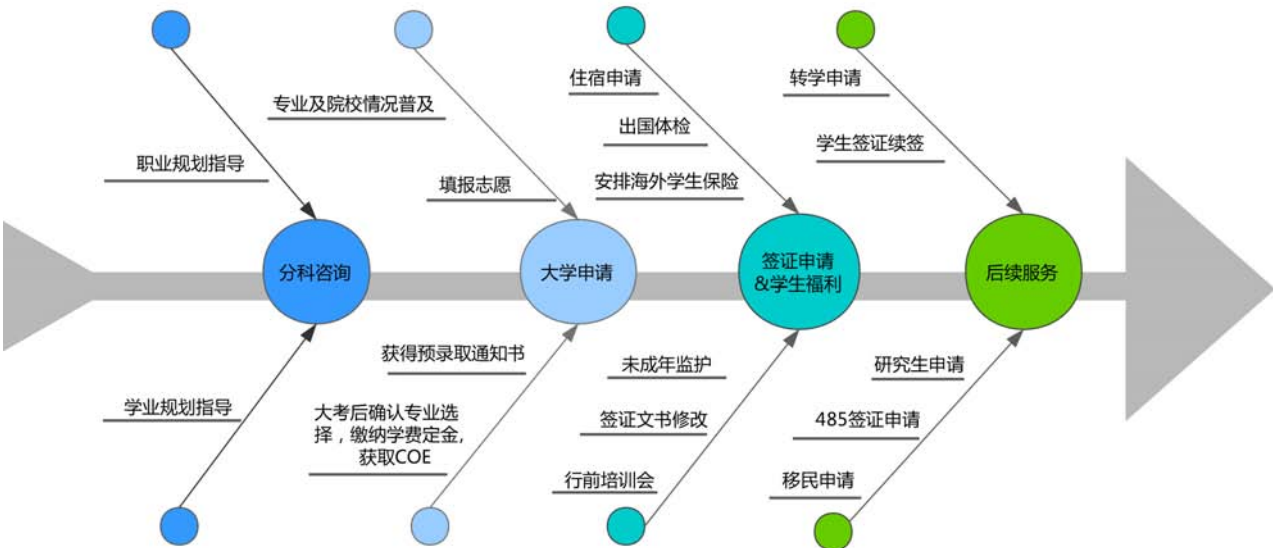 住宿申请
转学申请
专业及院校情况普及
出国体检
学生签证续签
职业规划指导
填报志愿
安排海外学生保险
分科咨询
大学申请
签证申请
&学生福利
后续服务
获得预录取通知书
未成年监护
研究生申请
学业规划指导
大考后确认专业选
择，缴纳学费定金,
获取COE
签证文书修改
485签证申请
行前培训会
移民申请